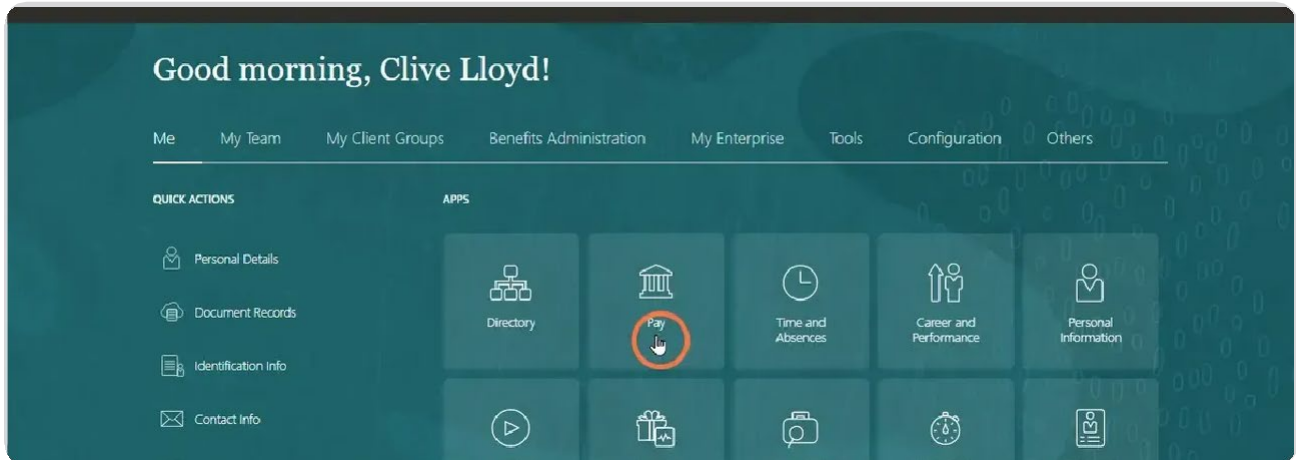 Good morning, Clive Lloyd!
Me My Team My Client Groups Benefits Administration My Enterprise Tools Configuration Others
QUICK ACTIONS
APPS
Personal Details
Document Records
Identification Info
Contact Info
Directory
Pay
Time and
Absences
Career and
Performance
Personal
Information